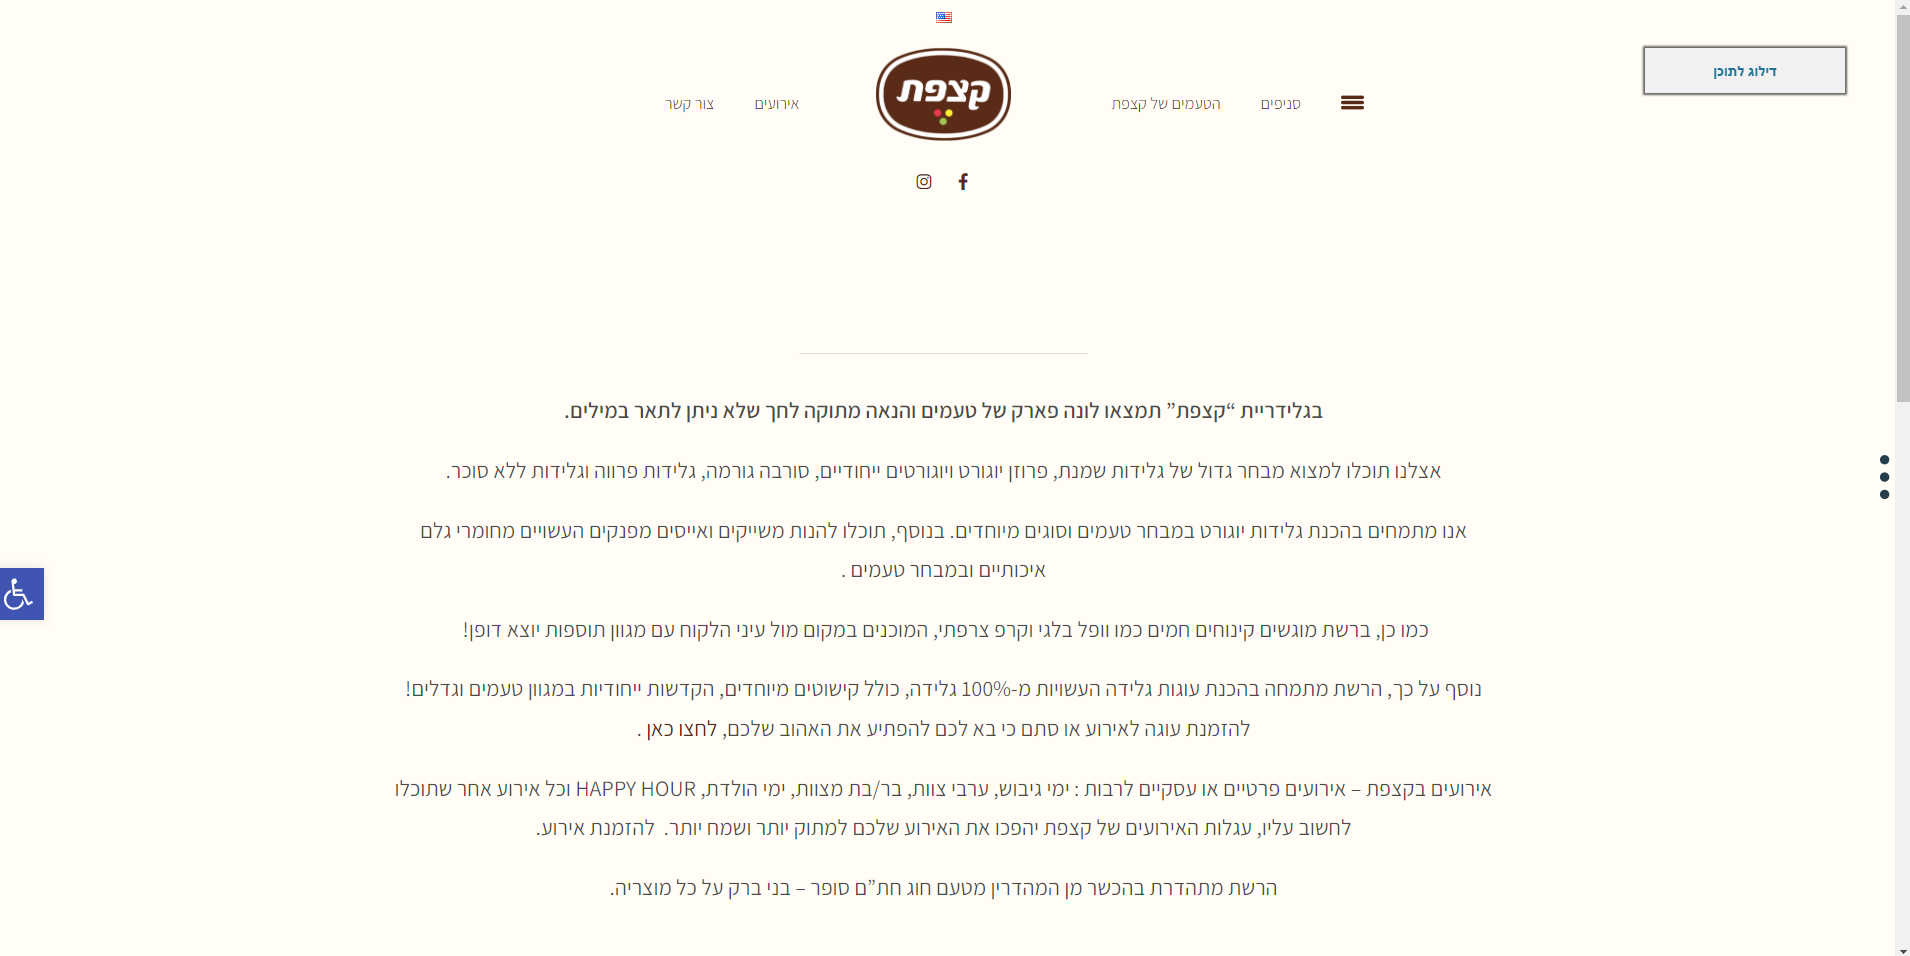 דילוג לתוכן
סניפים
הטעמים של קצפת
קצפת
אירועים
צור קשר
בגלידריית “קצפת” תמצאו לונה פארק של טעמים והנאה מתוקה לחך שלא ניתן לתאר במילים.
אצלנו תוכלו למצוא מבחר גדול של גלידות שמנת, פרוזן יוגורט ויוגורטים ייחודיים, סורבה גורמה, גלידות פרווה וגלידות ללא סוכר.
אנו מתמחים בהכנת גלידות יוגורט במבחר טעמים וסוגים מיוחדים. בנוסף, תוכלו להנות משייקים ואייסים מפנקים העשויים מחומרי גלם
איכותיים ובמבחר טעמים .
כמו כן, ברשת מוגשים קינוחים חמים כמו וופל בלגי וקרפ צרפתי, המוכנים במקום מול עיני הלקוח עם מגוון תוספות יוצא דופן!
נוסף על כך, הרשת מתמחה בהכנת עוגות גלידה העשויות מ-100% גלידה, כולל קישוטים מיוחדים, הקדשות ייחודיות במגוון טעמים וגדלים!
להזמנת עוגה לאירוע או סתם כי בא לכם להפתיע את האהוב שלכם, לחצו כאן .
אירועים בקצפת – אירועים פרטיים או עסקיים לרבות : ימי גיבוש, ערבי צוות, בר/בת מצוות, ימי הולדת, HAPPY HOUR וכל אירוע אחר שתוכלו
לחשוב עליו, עגלות האירועים של קצפת יהפכו את האירוע שלכם למתוק יותר ושמח יותר. להזמנת אירוע.
הרשת מתהדרת בהכשר מן המהדרין מטעם חוג חת”ם סופר – בני ברק על כל מוצריה.